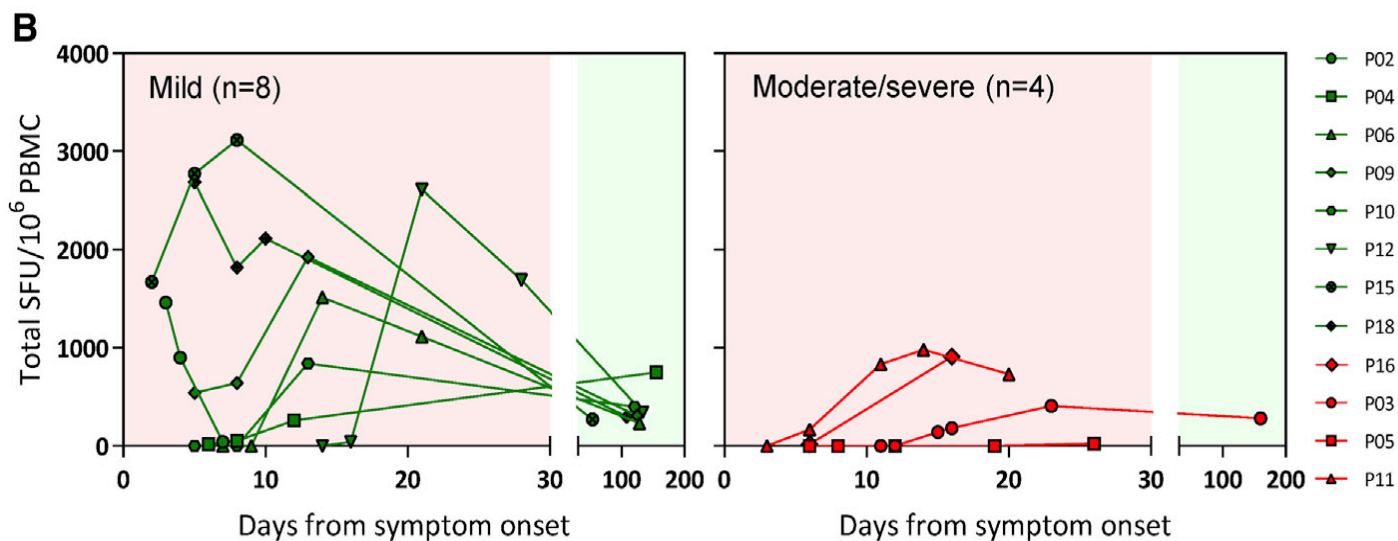 B
Total SFU/10⁶ PBMC
4000
3000
2000
1000
0
Mild (n=8)
0 10 20 30 100 200
Days from symptom onset
Moderate/severe (n=4)
0 10 20 30 100 200
Days from symptom onset
P02
P04
P06
P09
P10
P12
P15
P18
P16
P03
P05
P11